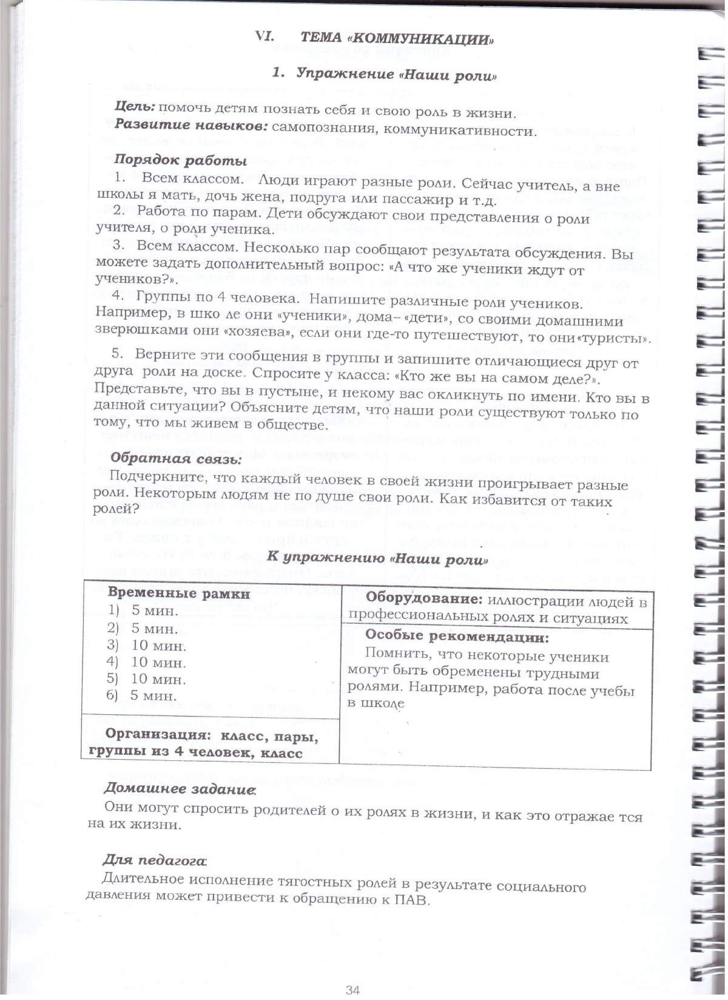 VI. ТЕМА «КОММУНИКАЦИИ»
1. Упражнение «Наши роли»
Цель: помочь детям познать себя и свою роль в жизни.
Развитие навыков: самопознания, коммуникативности.
Порядок работы
1. Всем классом. Люди играют разные роли. Сейчас учитель, а вне
школы я мать, дочь жена, подруга или пассажир и т.д.
2. Работа по парам. Дети обсуждают свои представления о роли
учителя, о роли ученика.
3. Всем классом. Несколько пар сообщают результата обсуждения. Вы
можете задать дополнительный вопрос: «А что же ученики ждут от
учеников?».
4. Группы по 4 человека. Напишите различные роли учеников.
Например, в шко ле они «ученики», дома– «дети», со своими домашними
зверюшками они «хозяева», если они где-то путешествуют, то они «туристы».
5. Верните эти сообщения в группы и запишите отличающиеся друг от
друга роли на доске. Спросите у класса: «Кто же вы на самом деле?».
Представьте, что вы в пустыне, и некому вас окликнуть по имени. Кто вы в
данной ситуации? Объясните детям, что наши роли существуют только по
тому, что мы живем в обществе.
Обратная связь:
Подчеркните, что каждый человек в своей жизни проигрывает разные
роли. Некоторым людям не по душе свои роли. Как избавится от таких
ролей?
К упражнению «Наши роли»
Временные рамки
1) 5 мин.
2) 5 мин.
3) 10 мин.
4) 10 мин.
5) 10 мин.
6) 5 мин.
Организация: класс, пары,
группы из 4 человек, класс
Оборудование: иллюстрации людей в
профессиональных ролях и ситуациях
Особые рекомендации:
Помнить, что некоторые ученики
могут быть обременены трудными
ролями. Например, работа после учебы
в школе
Домашнее задание:
Они могут спросить родителей о их ролях в жизни, и как это отражае тся
на их жизни.
Для педагога:
Длительное исполнение тягостных ролей в результате социального
давления может привести к обращению к ПАВ.
34